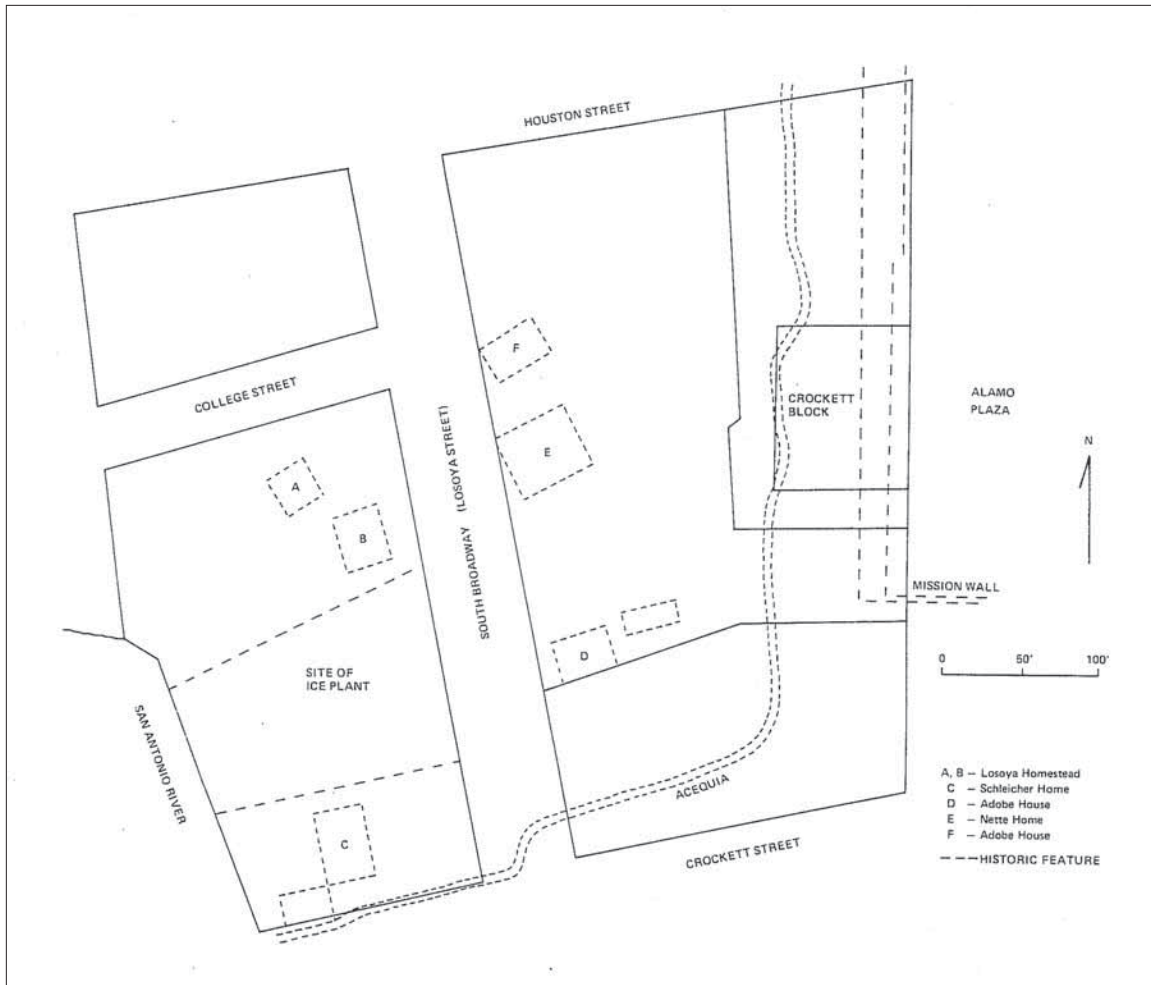 HOUSTON STREET
COLLEGE STREET
F
E
A
B
SOUTH BROADWAY (LOSOYA STREET)
CROCKETT
BLOCK
ALAMO
PLAZA
N
MISSION WALL
D
0 50' 100'
SITE OF
ICE PLANT
SAN ANTONIO RIVER
ACEQUIA
C
CROCKETT STREET
A, B – Losoya Homestead
C – Schleicher Home
D – Adobe House
E – Nette Home
F – Adobe House
– – – HISTORIC FEATURE